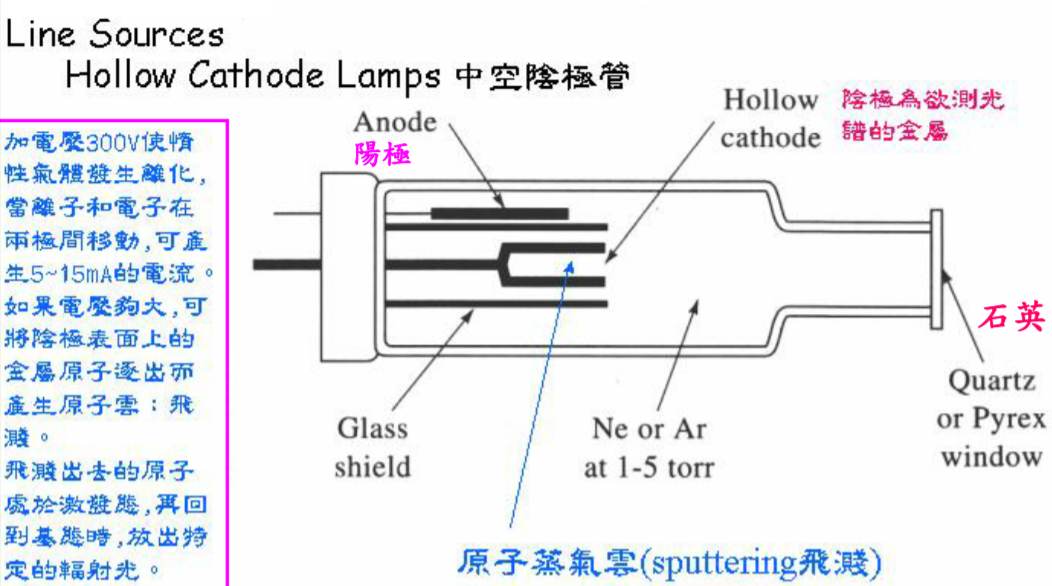 Line Sources
Hollow Cathode Lamps 中空陰極管
加電壓300V使惰
性氣體發生離化,
當離子和電子在
兩極間移動,可產
生5~15mA的電流。
如果電壓夠大,可
將陰極表面上的
金屬原子逐出而
產生原子雲:飛
濺。
飛濺出去的原子
處於激發態,再回
到基態時,放出特
定的輻射光。
Anode
陽極
Hollow
cathode
陰極為欲測光
譜的金屬
石英
Quartz
or Pyrex
window
Glass
shield
Ne or Ar
at 1-5 torr
原子蒸氣雲(sputtering飛濺)